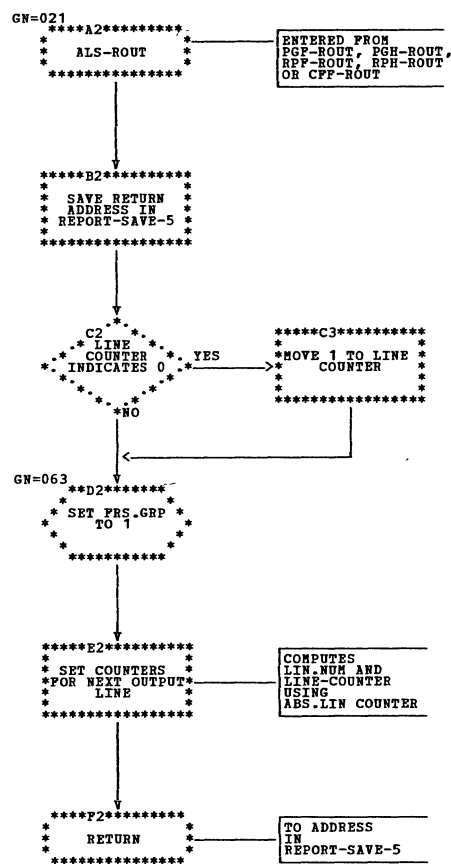 GN=021
A2
ALS-ROUT
ENTERED FROM
PGF-ROUT, PGH-ROUT,
RPF-ROUT, RPH-ROUT
OR CFF-ROUT
B2
SAVE RETURN
ADDRESS IN
REPORT-SAVE-5
C2
LINE
COUNTER
INDICATES 0
YES
C3
MOVE 1 TO LINE
COUNTER
NO
GN=063
D2
SET FRS.GRP
TO 1
E2
SET COUNTERS
FOR NEXT OUTPUT
LINE
COMPUTES
LIN.NUM AND
LINE-COUNTER
USING
ABS.LIN COUNTER
F2
RETURN
TO ADDRESS
IN
REPORT-SAVE-5